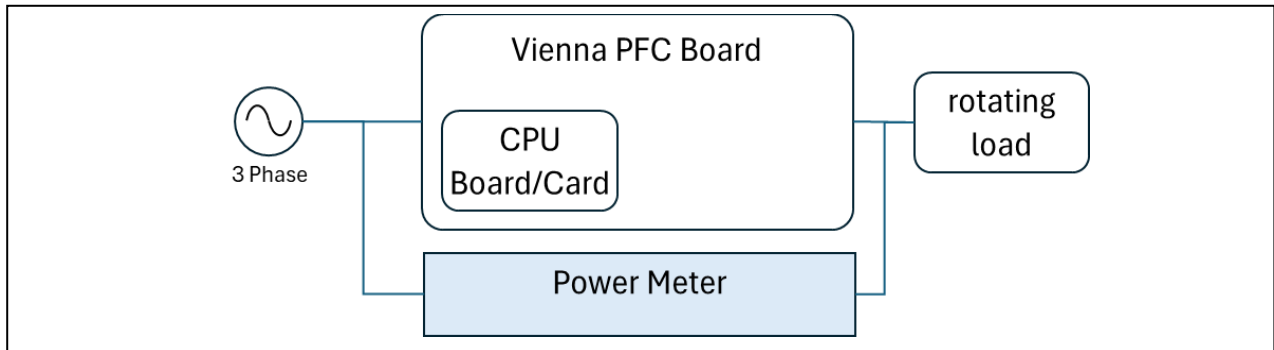 Vienna PFC Board
CPU
Board/Card
3 Phase
rotating
load
Power Meter